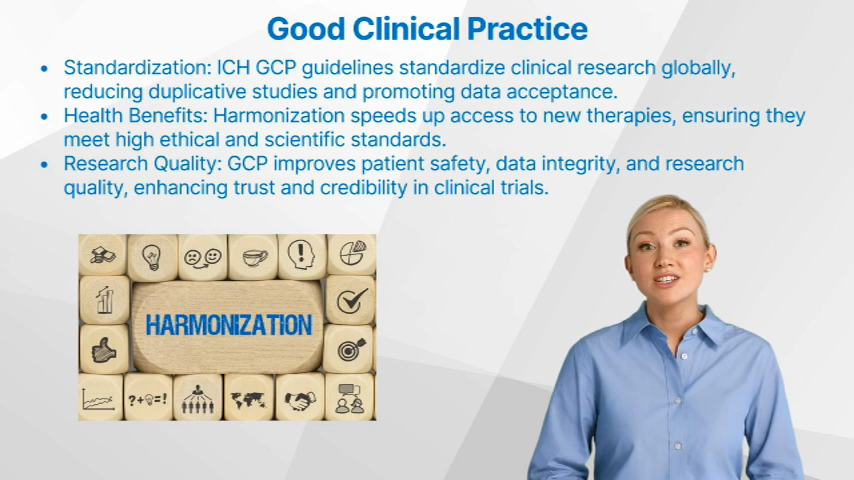 Good Clinical Practice
• Standardization: ICH GCP guidelines standardize clinical research globally,
reducing duplicative studies and promoting data acceptance.
• Health Benefits: Harmonization speeds up access to new therapies, ensuring they
meet high ethical and scientific standards.
• Research Quality: GCP improves patient safety, data integrity, and research
quality, enhancing trust and credibility in clinical trials.
HARMONIZATION
?+=!